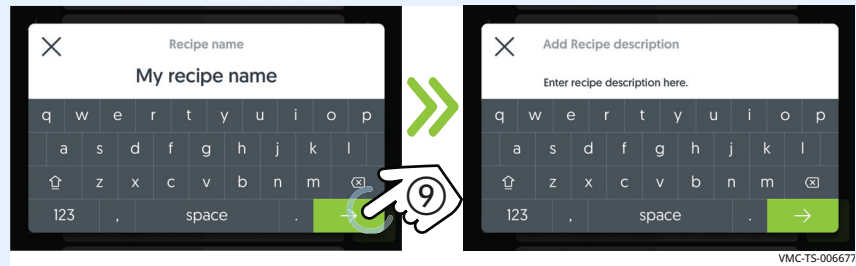 Recipe name
My recipe name
q w e r t y u i o p
a s d f g h j k l
z x c v b n m
123 , space .
9
Add Recipe description
Enter recipe description here.
q w e r t y u i o p
a s d f g h j k l
z x c v b n m
123 , space .
VMC-TS-006677